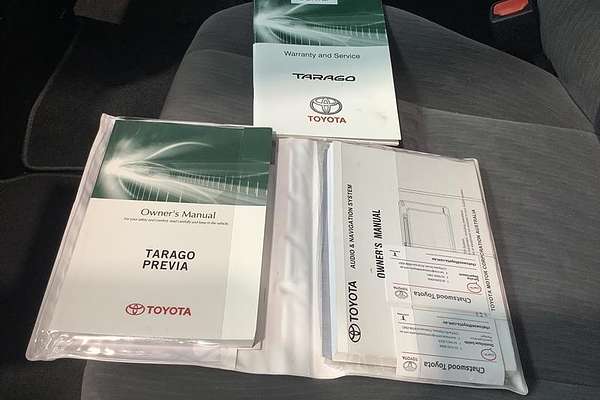 Warranty and Service
TARAGO
TOYOTA
Owner's Manual
For your safety and comfort, read carefully and keep in the vehicle.
TARAGO
PREVIA
TOYOTA
TOYOTA
AUDIO & NAVIGATION SYSTEM
OWNER'S MANUAL
TOYOTA MOTOR CORPORATION AUSTRALIA
Chatswood Toyota
Chatswood Toyota